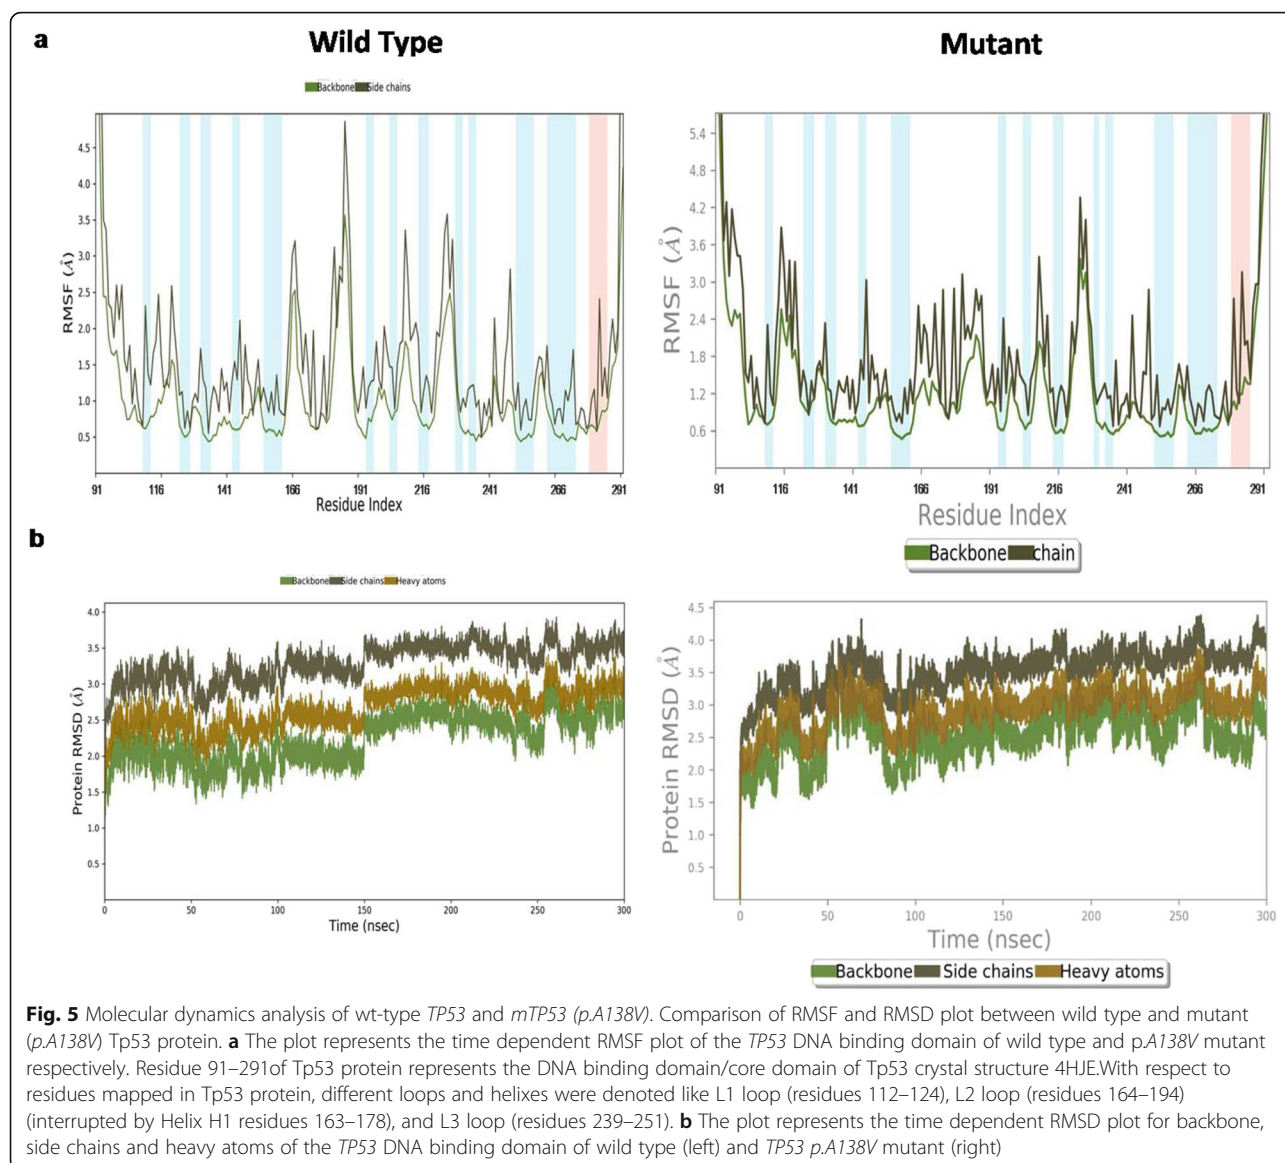 a
Wild Type
Mutant
Backbone Side chains
4.5
4.0
3.5
3.0
2.5
2.0
1.5
1.0
0.5
RMSF (Å)
91 116 141 166 191 216 241 266 291
Residue Index
5.4
4.8
4.2
3.6
3.0
2.4
1.8
1.2
0.6
RMSF (Å)
91 116 141 166 191 216 241 266 291
Residue Index
Backbone chain
b
Backbone Side chains Heavy atoms
4.0
3.5
3.0
2.5
2.0
1.5
1.0
0.5
Protein RMSD (Å)
0 50 100 150 200 250 300
Time (nsec)
4.5
4.0
3.5
3.0
2.5
2.0
1.5
1.0
0.5
Protein RMSD (Å)
0 50 100 150 200 250 300
Time (nsec)
Backbone Side chains Heavy atoms
Fig. 5 Molecular dynamics analysis of wt-type TP53 and mTP53 (p.A138V). Comparison of RMSF and RMSD plot between wild type and mutant
(p.A138V) Tp53 protein. a The plot represents the time dependent RMSF plot of the TP53 DNA binding domain of wild type and p.A138V mutant
respectively. Residue 91–291of Tp53 protein represents the DNA binding domain/core domain of Tp53 crystal structure 4HJE.With respect to
residues mapped in Tp53 protein, different loops and helixes were denoted like L1 loop (residues 112–124), L2 loop (residues 164–194)
(interrupted by Helix H1 residues 163–178), and L3 loop (residues 239–251). b The plot represents the time dependent RMSD plot for backbone,
side chains and heavy atoms of the TP53 DNA binding domain of wild type (left) and TP53 p.A138V mutant (right)